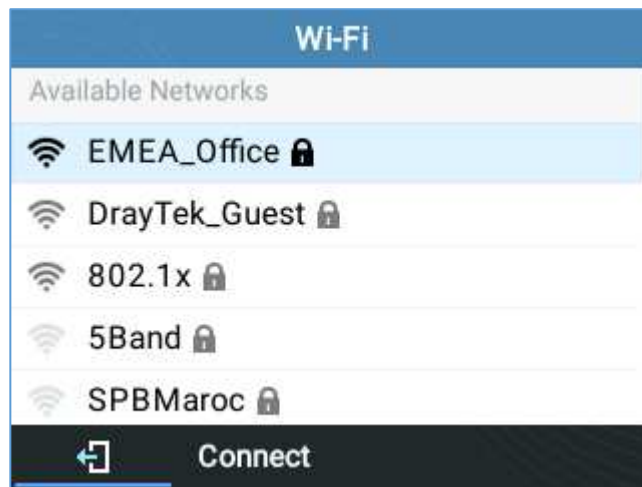 Wi-Fi
Available Networks
EMEA_Office
DrayTek_Guest
802.1x
5Band
SPBMaroc
Connect